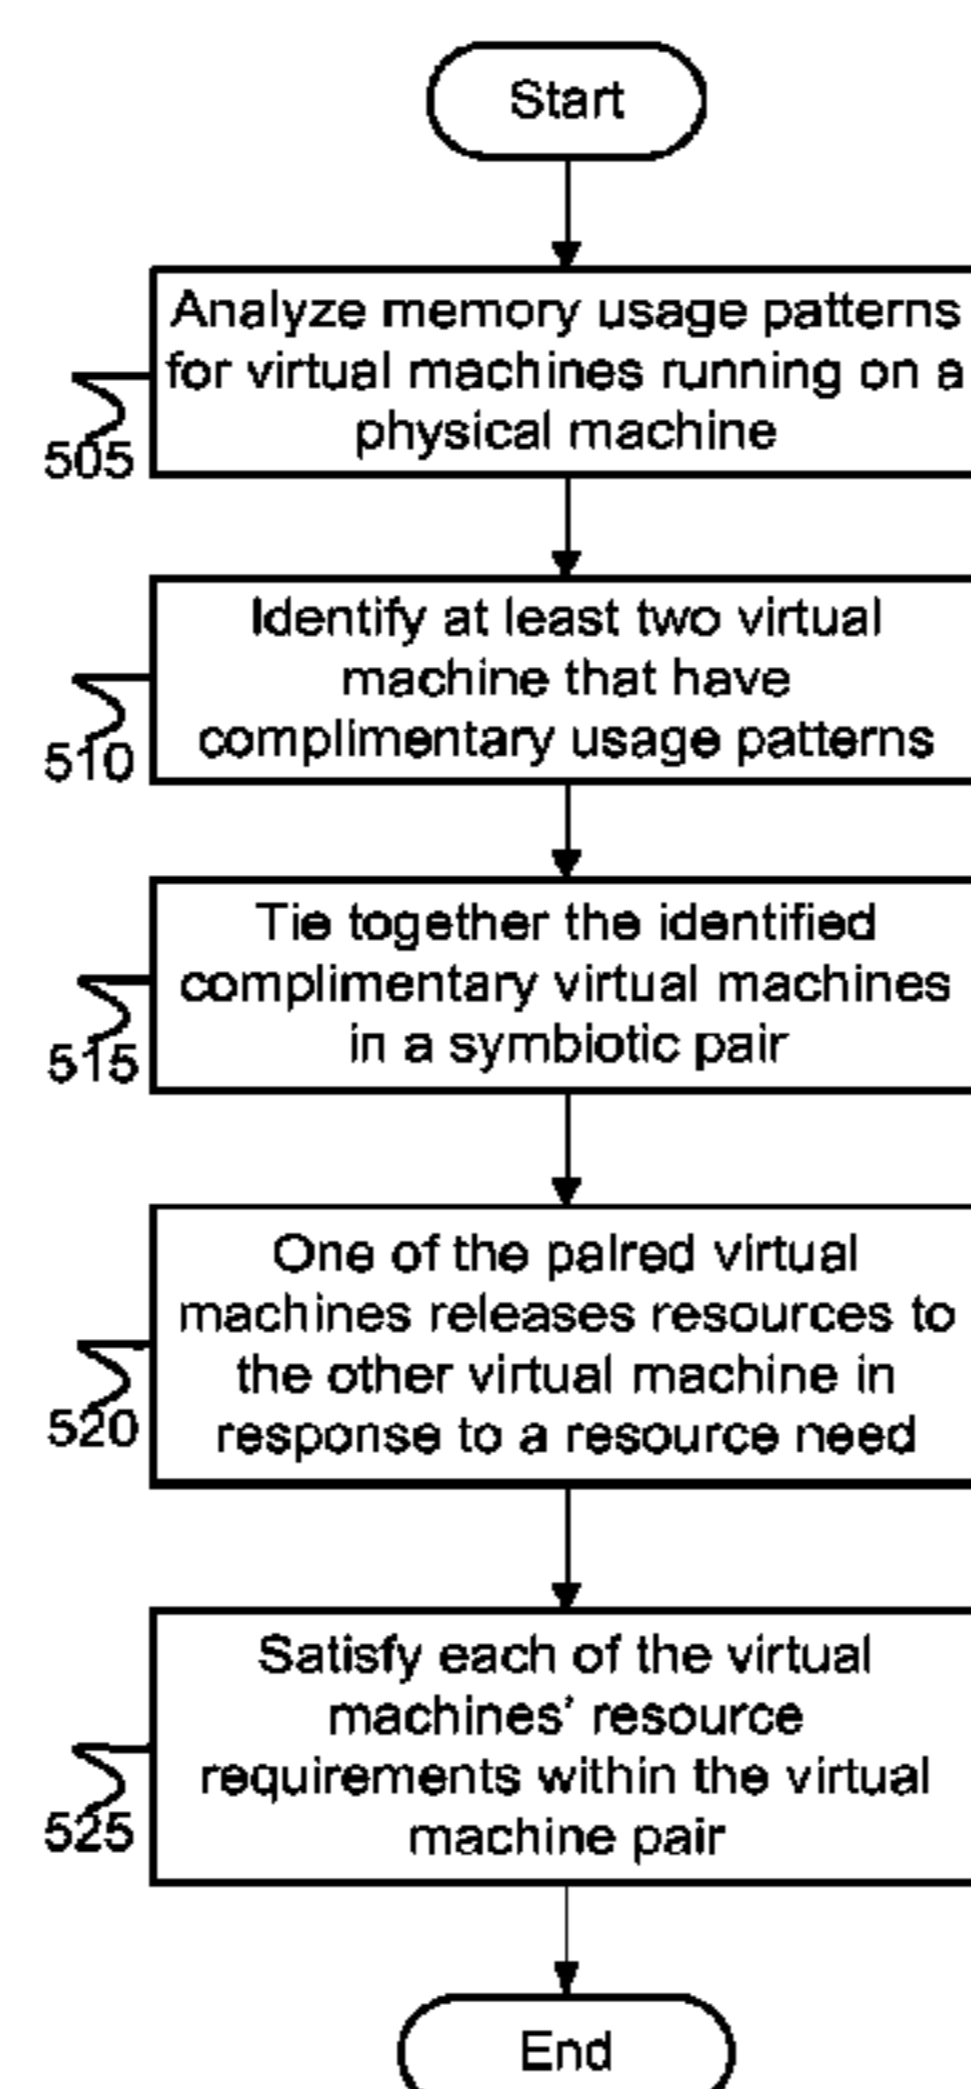 Start
Analyze memory usage patterns
for virtual machines running on a
physical machine
505
Identify at least two virtual
machine that have
complimentary usage patterns
510
Tie together the identified
complimentary virtual machines
in a symbiotic pair
515
One of the paired virtual
machines releases resources to
the other virtual machine in
response to a resource need
520
Satisfy each of the virtual
machines' resource
requirements within the virtual
machine pair
525
End